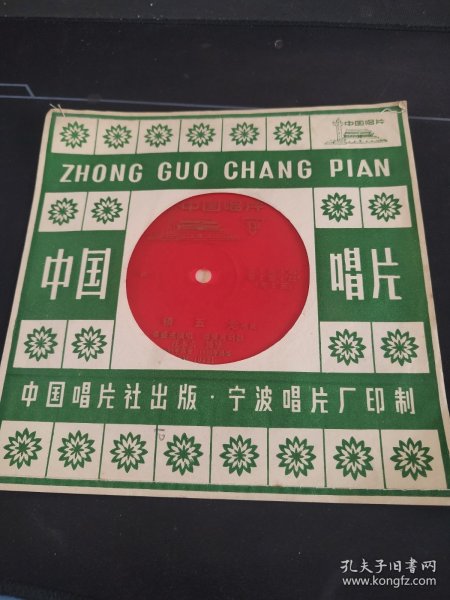 中国唱片
ZHONG GUO CHANG PIAN
中国唱片
中国 唱片
中国唱片社出版·宁波唱片厂印制
孔夫子旧书网
www.kongfz.com